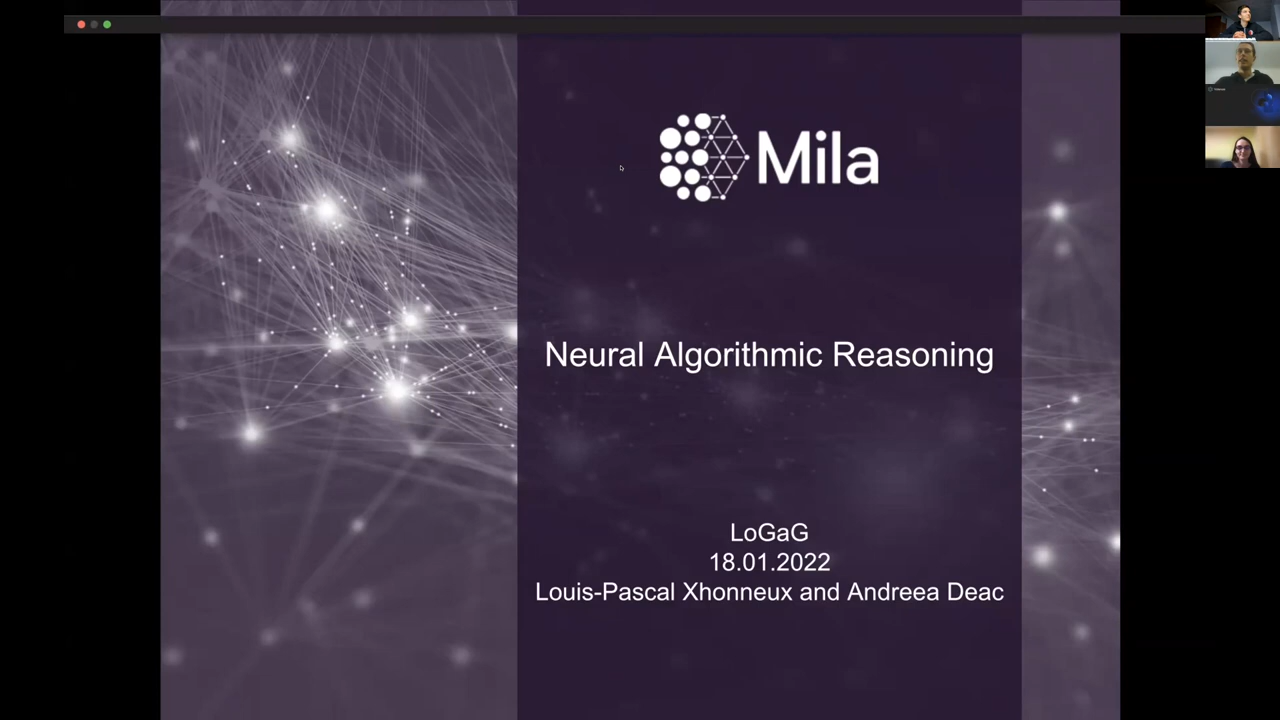 Mila
Neural Algorithmic Reasoning
LoGaG
18.01.2022
Louis-Pascal Xhonneux and Andreea Deac